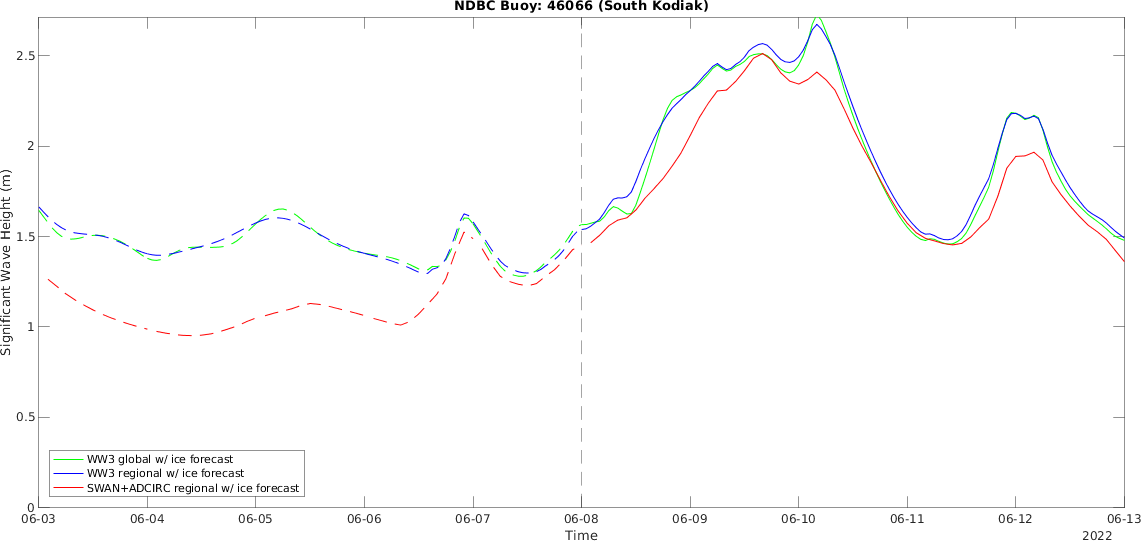 NDBC Buoy: 46066 (South Kodiak)
Significant Wave Height (m)
2.5
2
1.5
1
0.5
0
WW3 global w/ ice forecast
WW3 regional w/ ice forecast
SWAN+ADCIRC regional w/ ice forecast
06-03 06-04 06-05 06-06 06-07 06-08 06-09 06-10 06-11 06-12 06-13
Time
2022